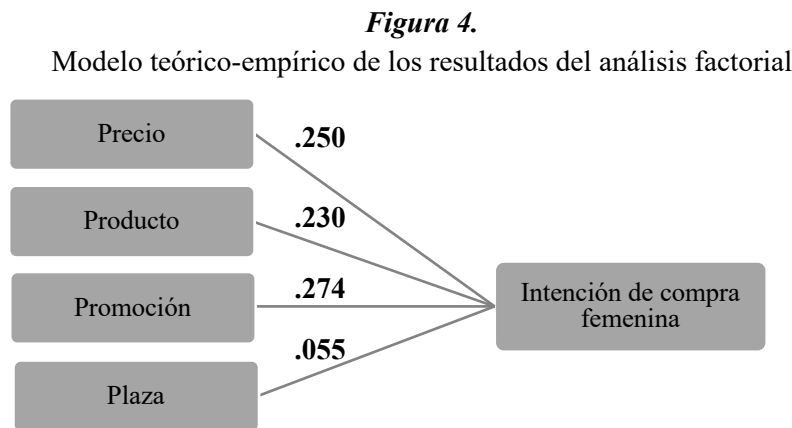 Figura 4.
Modelo teórico-empírico de los resultados del análisis factorial
Precio
.250
Producto
.230
Promoción
.274
Intención de compra
femenina
.055
Plaza